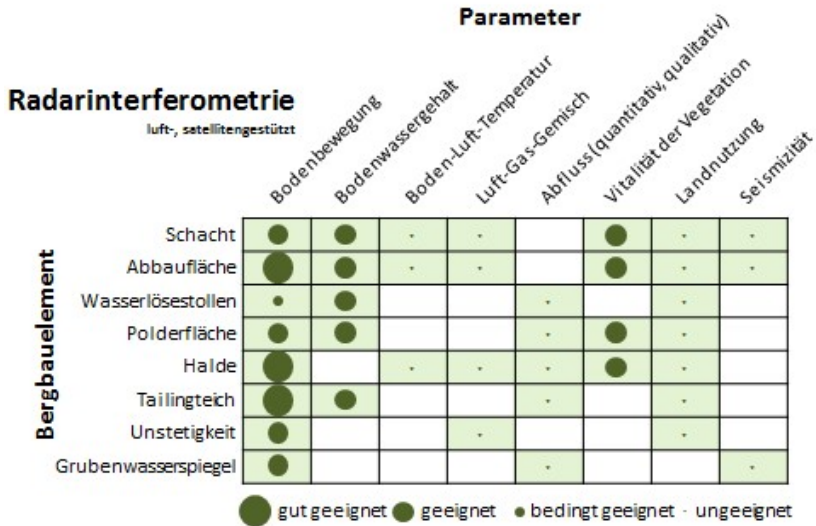 Parameter
Radarinterferometrie
luft-, satellitengestützt
Bodenbewegung
Bodenwassergehalt
Boden-Luft-Temperatur
Luft-Gas-Gemisch
Abfluss (quantitativ, qualitativ)
Vitalität der Vegetation
Landnutzung
Seismizität
Bergbauelement
Schacht
Abbaufläche
Wasserlösestollen
Polderfläche
Halde
Tailingteich
Unstetigkeit
Grubenwasserspiegel
gut geeignet geeignet bedingt geeignet ungeeignet